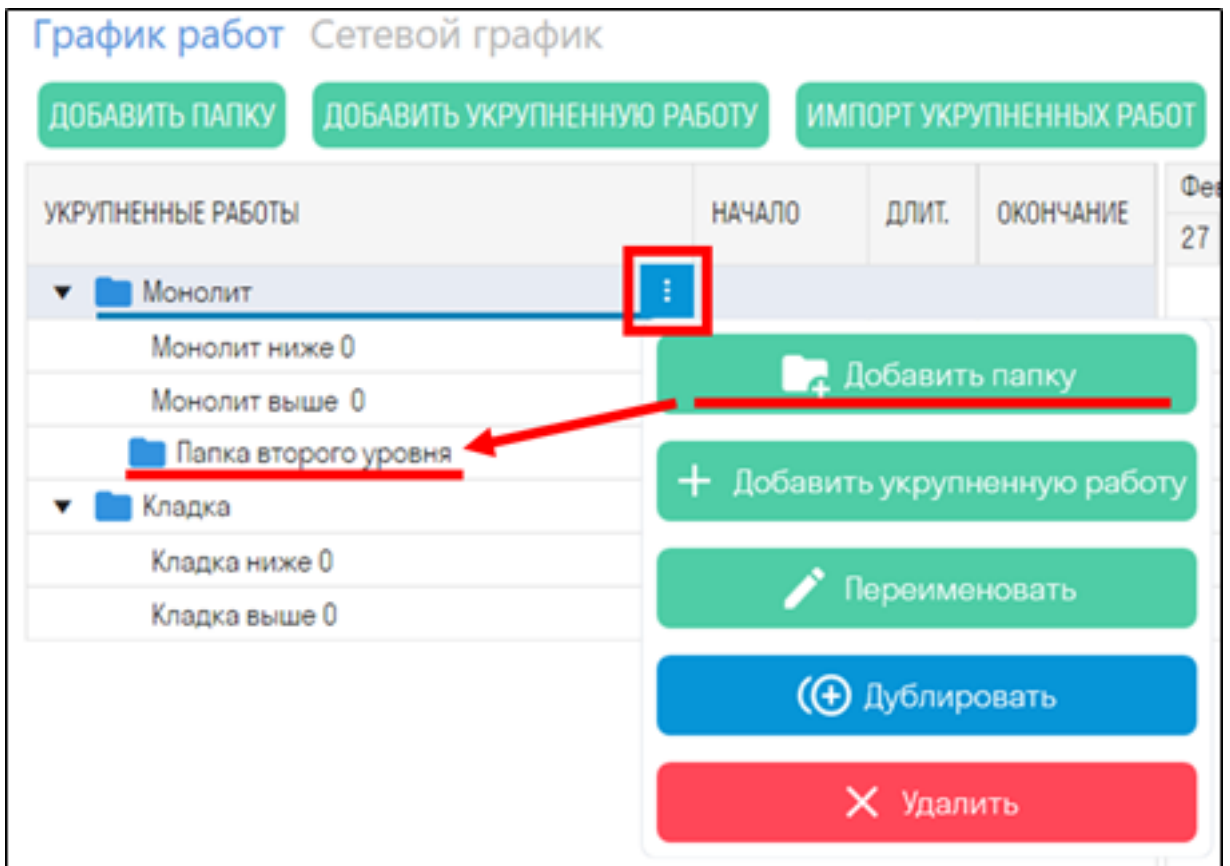 График работ Сетевой график
ДОБАВИТЬ ПАПКУ ДОБАВИТЬ УКРУПНЕННУЮ РАБОТУ ИМПОРТ УКРУПНЕННЫХ РАБОТ
УКРУПНЕННЫЕ РАБОТЫ НАЧАЛО ДЛИТ. ОКОНЧАНИЕ
27
Монолит
Монолит ниже 0
Добавить папку
Монолит выше 0
Папка второго уровня
Добавить укрупненную работу
Кладка
Кладка ниже 0
Переименовать
Кладка выше 0
Дублировать
Удалить